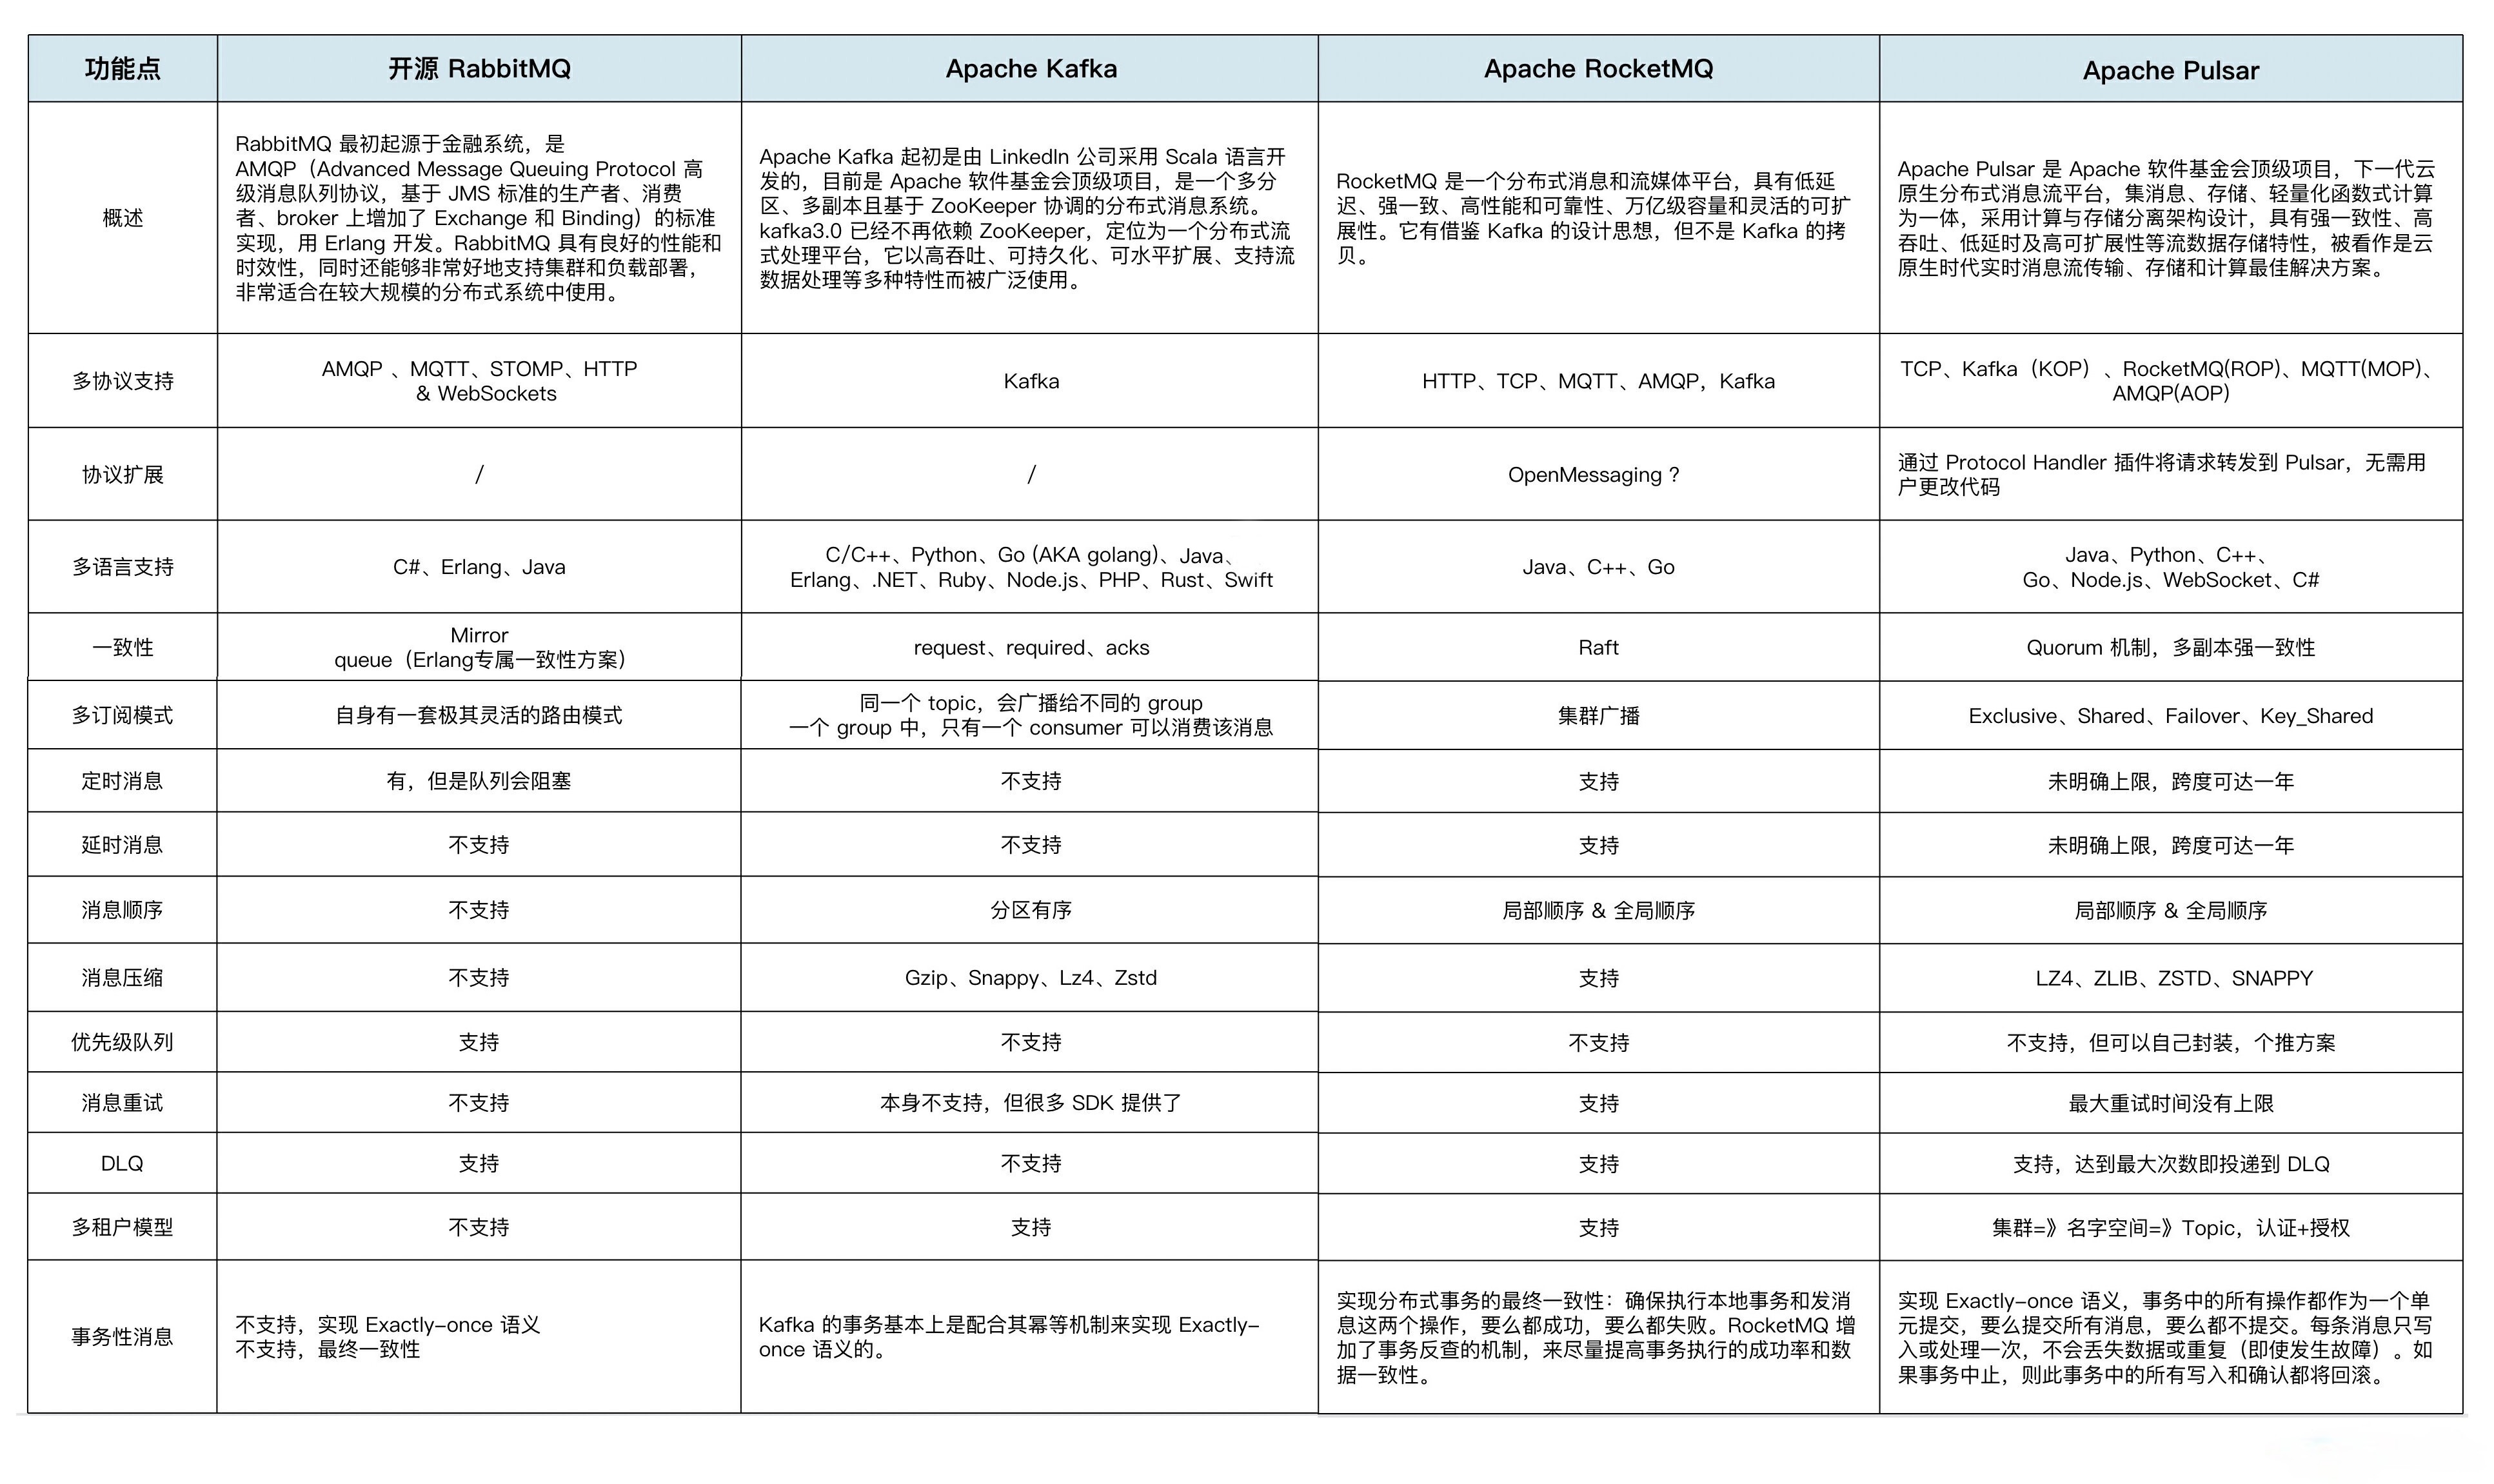 功能点
开源 RabbitMQ
Apache Kafka
Apache RocketMQ
Apache Pulsar
概述
RabbitMQ 最初起源于金融系统，是
AMQP（Advanced Message Queuing Protocol 高
级消息队列协议，基于 JMS 标准的生产者、消费
者、broker 上增加了 Exchange 和 Binding）的标准
实现，用 Erlang 开发。RabbitMQ 具有良好的性能和
时效性，同时还能够非常好地支持集群和负载部署，
非常适合在较大规模的分布式系统中使用。
Apache Kafka 起初是由 LinkedIn 公司采用 Scala 语言开
发的，目前是 Apache 软件基金会顶级项目，是一个多分
区、多副本且基于 ZooKeeper 协调的分布式消息系统。
kafka3.0 已经不再依赖 ZooKeeper，定位为一个分布式流
式处理平台，它以高吞吐、可持久化、可水平扩展、支持流
数据处理等多种特性而被广泛使用。
RocketMQ 是一个分布式消息和流媒体平台，具有低延
迟、强一致、高性能和可靠性、万亿级容量和灵活的可扩
展性。它有借鉴 Kafka 的设计思想，但不是 Kafka 的拷
贝。
Apache Pulsar 是 Apache 软件基金会顶级项目，下一代云
原生分布式消息流平台，集消息、存储、轻量化函数式计算
为一体，采用计算与存储分离架构设计，具有强一致性、高
吞吐、低延时及高可扩展性等流数据存储特性，被看作是云
原生时代实时消息流传输、存储和计算最佳解决方案。
多协议支持
AMQP 、MQTT、STOMP、HTTP
& WebSockets
Kafka
HTTP、TCP、MQTT、AMQP，Kafka
TCP、Kafka（KOP）、RocketMQ(ROP)、MQTT(MOP)、
AMQP(AOP)
协议扩展
/
/
OpenMessaging ?
通过 Protocol Handler 插件将请求转发到 Pulsar，无需用
户更改代码
多语言支持
C#、Erlang、Java
C/C++、Python、Go (AKA golang)、Java、
Erlang、.NET、Ruby、Node.js、PHP、Rust、Swift
Java、C++、Go
Java、Python、C++、
Go、Node.js、WebSocket、C#
一致性
Mirror
queue（Erlang专属一致性方案）
request、required、acks
Raft
Quorum 机制，多副本强一致性
多订阅模式
自身有一套极其灵活的路由模式
同一个 topic，会广播给不同的 group
一个 group 中，只有一个 consumer 可以消费该消息
集群广播
Exclusive、Shared、Failover、Key_Shared
定时消息
有，但是队列会阻塞
不支持
支持
未明确上限，跨度可达一年
延时消息
不支持
不支持
支持
未明确上限，跨度可达一年
消息顺序
不支持
分区有序
局部顺序 & 全局顺序
局部顺序 & 全局顺序
消息压缩
不支持
Gzip、Snappy、Lz4、Zstd
支持
LZ4、ZLIB、ZSTD、SNAPPY
优先级队列
支持
不支持
不支持
不支持，但可以自己封装，个推方案
消息重试
不支持
本身不支持，但很多 SDK 提供了
支持
最大重试时间没有上限
DLQ
支持
不支持
支持
支持，达到最大次数即投递到 DLQ
多租户模型
不支持
支持
支持
集群=》名字空间=》Topic，认证+授权
事务性消息
不支持，实现 Exactly-once 语义
不支持，最终一致性
Kafka 的事务基本上是配合其幂等机制来实现 Exactly-
once 语义的。
实现分布式事务的最终一致性：确保执行本地事务和发消
息这两个操作，要么都成功，要么都失败。RocketMQ 增
加了事务反查的机制，来尽量提高事务执行的成功率和数
据一致性。
实现 Exactly-once 语义，事务中的所有操作都作为一个单
元提交，要么提交所有消息，要么都不提交。每条消息只写
入或处理一次，不会丢失数据或重复（即使发生故障）。如
果事务中止，则此事务中的所有写入和确认都将回滚。